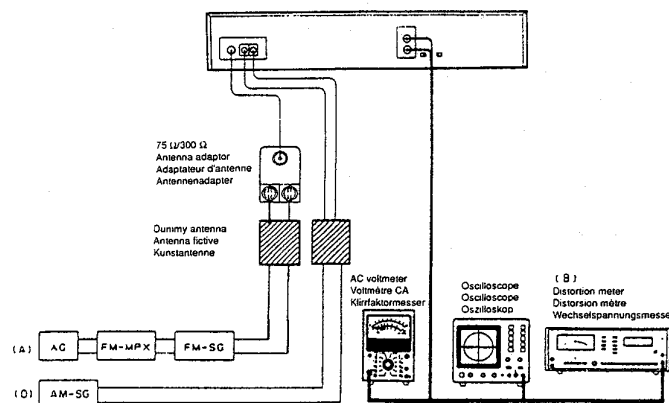 75 Ω/300 Ω
Antenna adaptor
Adaptateur d'antenne
Antennenadapter
Dummy antenna
Antenna fictive
Kunstantenne
AC voltmeter
Voltmètre CA
Klirrfaktormesser
Oscilloscope
Oscilloscope
Oszilloskop
(B)
Distortion meter
Distorsion mètre
Wechselspannungsmesse
(A)
AG
FM-MPX
FM-SG
(D)
AM-SG